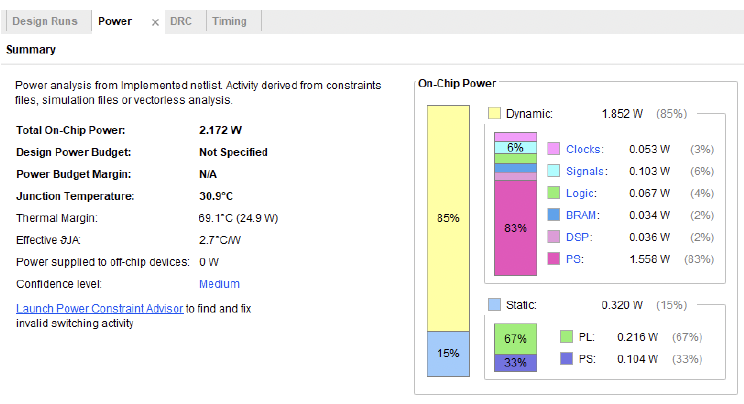 Design Runs Power × DRC Timing
Summary
Power analysis from Implemented netlist. Activity derived from constraints
files, simulation files or vectorless analysis.
Total On-Chip Power: 2.172 W
Design Power Budget: Not Specified
Power Budget Margin: N/A
Junction Temperature: 30.9°C
Thermal Margin: 69.1°C (24.9 W)
Effective ϑJA: 2.7°C/W
Power supplied to off-chip devices: 0 W
Confidence level: Medium
Launch Power Constraint Advisor to find and fix
invalid switching activity
On-Chip Power
85%
15%
Dynamic: 1.852 W (85%)
6%
83%
Clocks: 0.053 W (3%)
Signals: 0.103 W (6%)
Logic: 0.067 W (4%)
BRAM: 0.034 W (2%)
DSP: 0.036 W (2%)
PS: 1.558 W (83%)
Static: 0.320 W (15%)
67%
33%
PL: 0.216 W (67%)
PS: 0.104 W (33%)